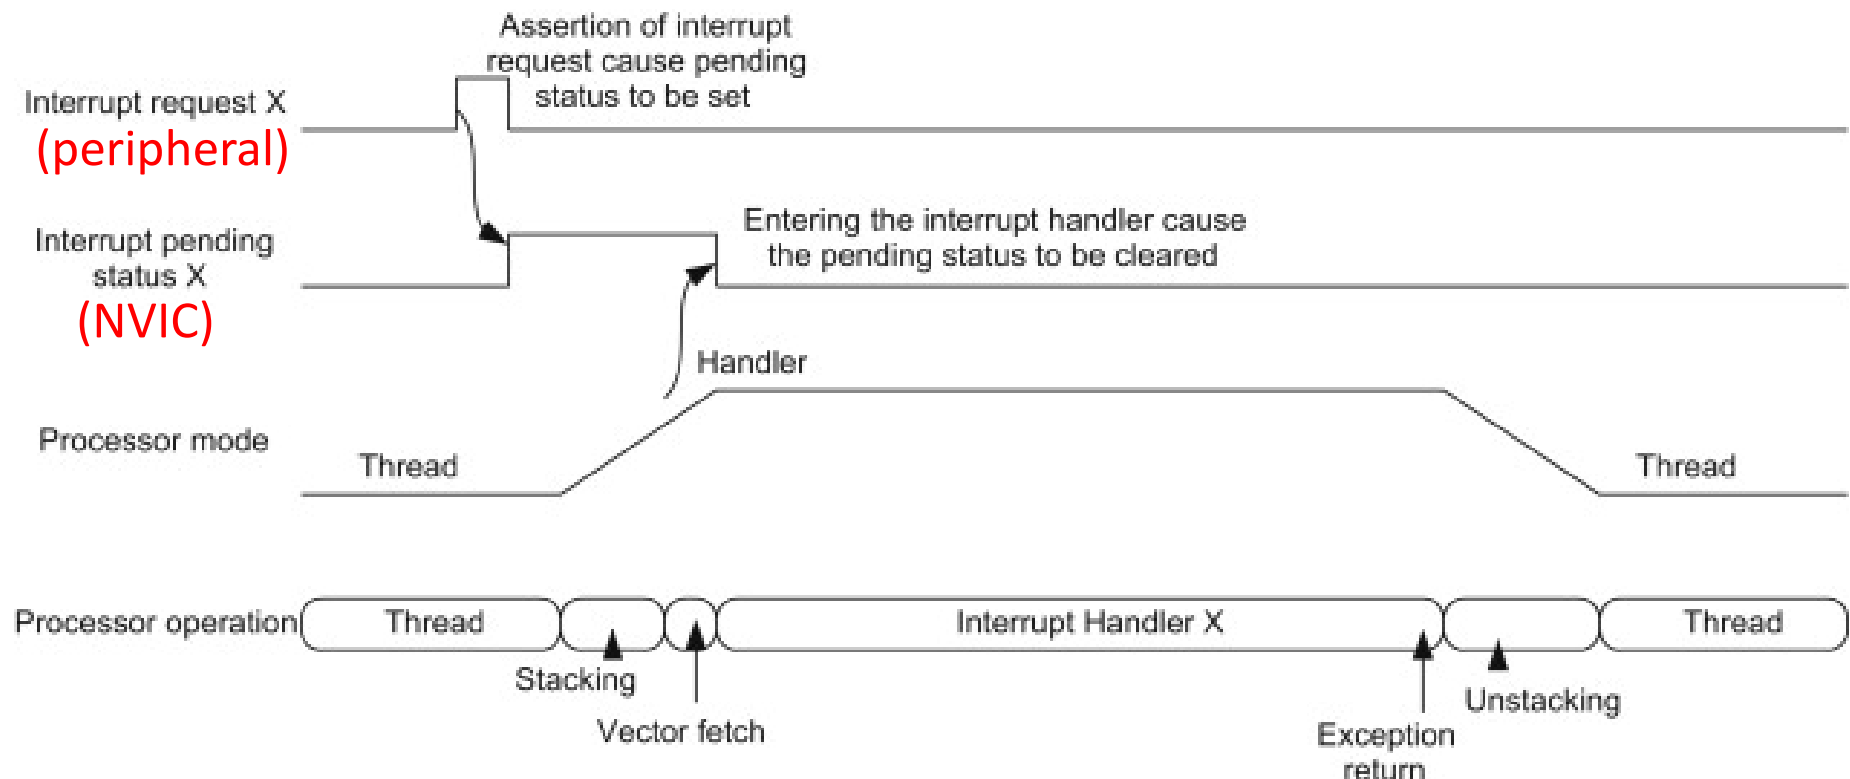 Assertion of interrupt
request cause pending
status to be set
Interrupt request X
(peripheral)
Entering the interrupt handler cause
the pending status to be cleared
Interrupt pending
status X
(NVIC)
Handler
Processor mode
Thread
Thread
Processor operation
Thread
Interrupt Handler X
Thread
Stacking
Vector fetch
Unstacking
Exception
return